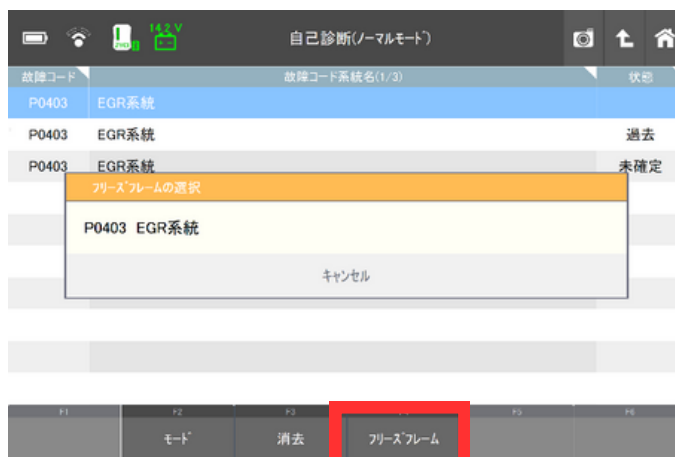 14.2 V
自己診断(ノーマルモード)
故障コード 故障コード系統名(1/3) 状態
P0403 EGR系統
P0403 EGR系統 過去
P0403 EGR系統 未確定
フリーズフレームの選択
P0403 EGR系統
キャンセル
F1 F2 F3 F5 F6
モード 消去 フリーズフレーム